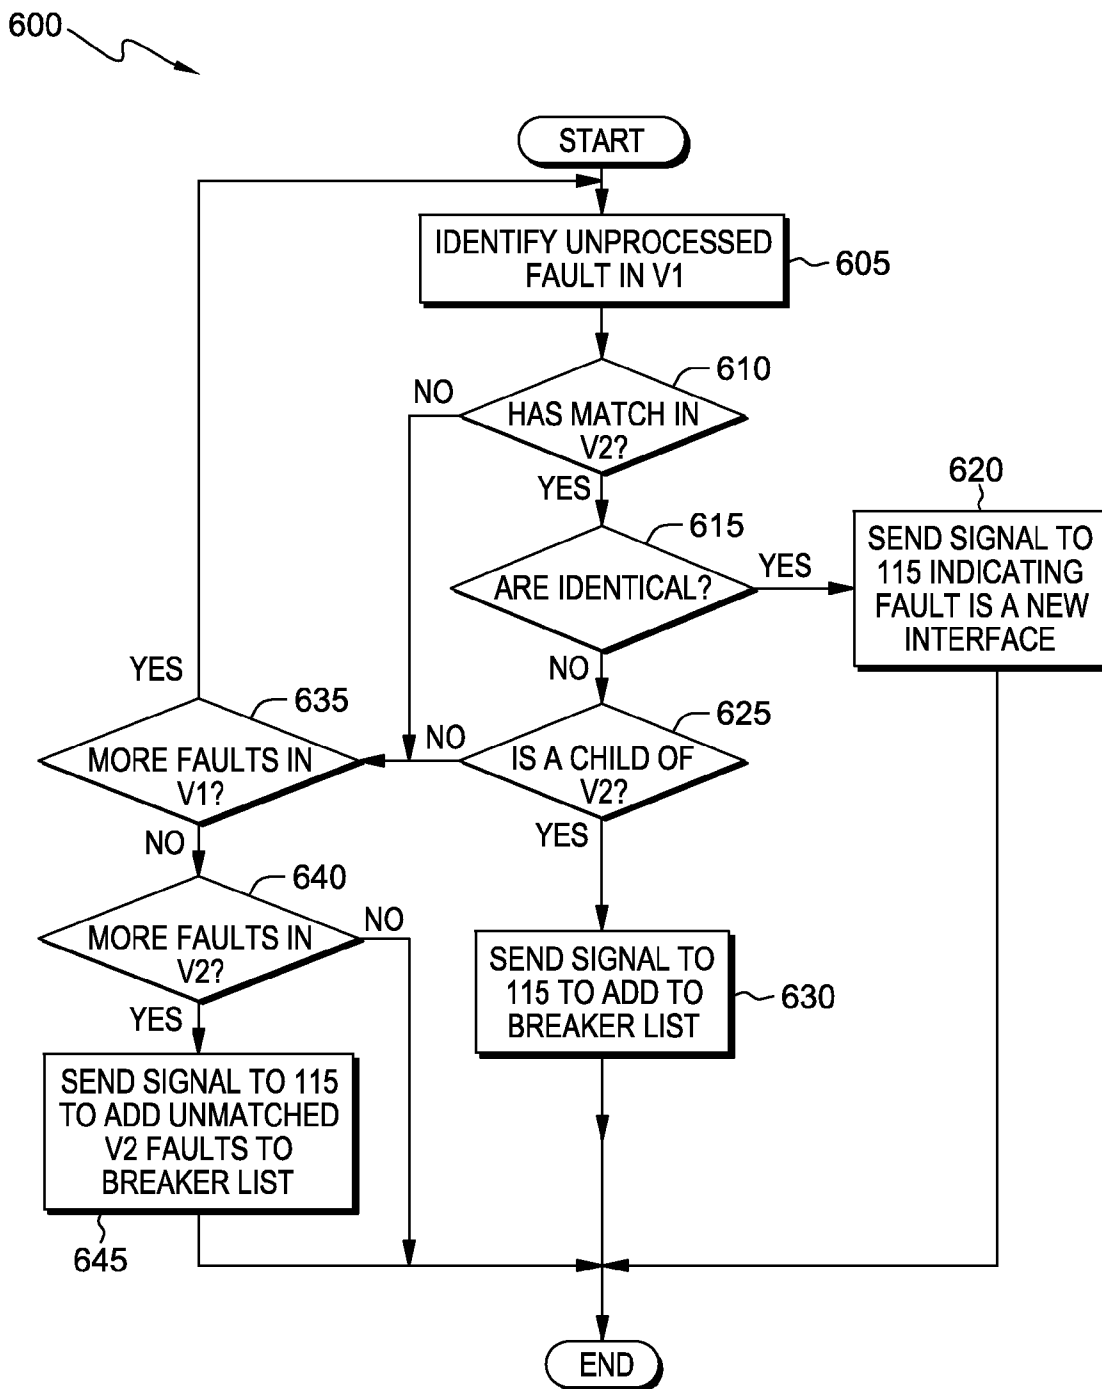 600
START
IDENTIFY UNPROCESSED
FAULT IN V1
605
610
NO
HAS MATCH IN
V2?
YES
615
ARE IDENTICAL?
YES
620
SEND SIGNAL TO
115 INDICATING
FAULT IS A NEW
INTERFACE
NO
625
IS A CHILD OF
V2?
NO
YES
635
MORE FAULTS IN
V1?
YES
NO
640
MORE FAULTS IN
V2?
NO
YES
SEND SIGNAL TO
115 TO ADD TO
BREAKER LIST
630
SEND SIGNAL TO 115
TO ADD UNMATCHED
V2 FAULTS TO
BREAKER LIST
645
END